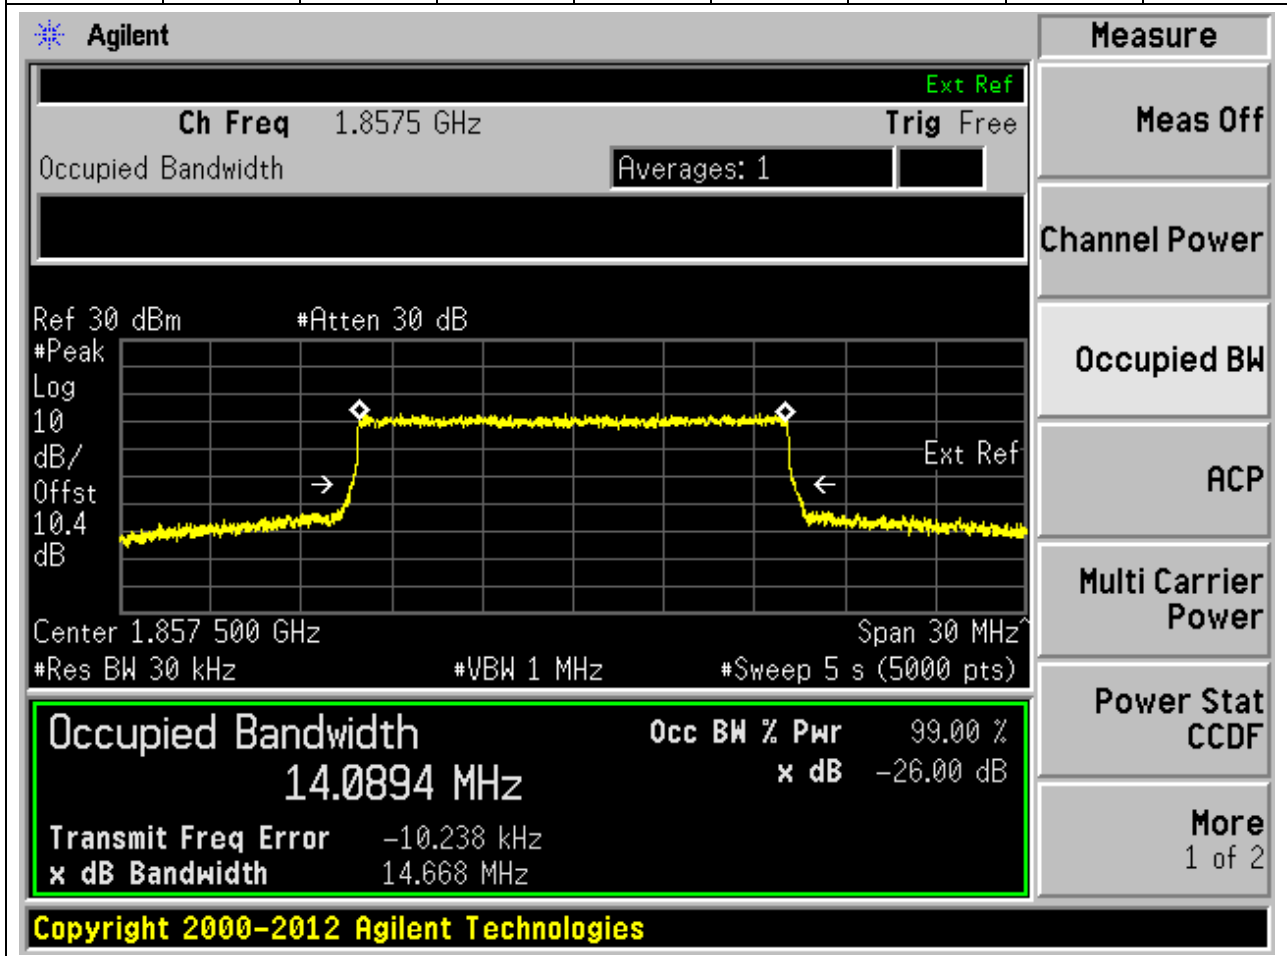 Agilent
Measure
Ext Ref
Ch Freq 1.8575 GHz Trig Free
Meas Off
Occupied Bandwidth Averages: 1
Channel Power
Ref 30 dBm #Atten 30 dB
#Peak
Log
10
dB/
Offst
10.4
dB
Ext Ref
Occupied BW
ACP
Center 1.857 500 GHz Span 30 MHz^
#Res BW 30 kHz #VBW 1 MHz #Sweep 5 s (5000 pts)
Multi Carrier
Power
Occupied Bandwidth Occ BW % Pwr 99.00 %
14.0894 MHz x dB -26.00 dB
Transmit Freq Error -10.238 kHz
x dB Bandwidth 14.668 MHz
Power Stat
CCDF
More
1 of 2
Copyright 2000-2012 Agilent Technologies